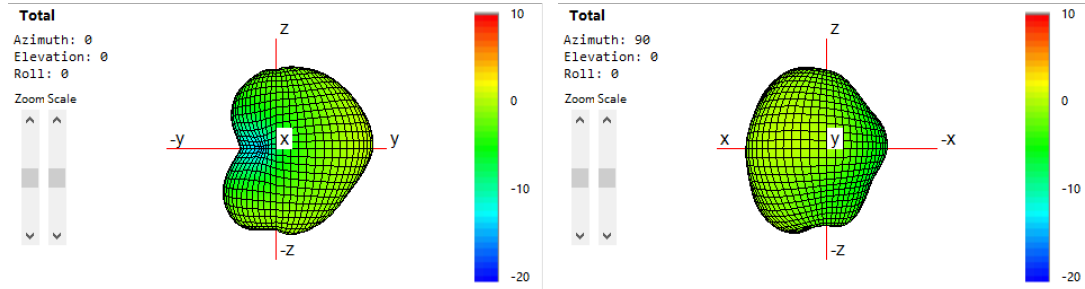 Total
Azimuth: 0
Elevation: 0
Roll: 0
Zoom Scale
Z
-y
x
y
-Z
10
0
-10
-20
Total
Azimuth: 90
Elevation: 0
Roll: 0
Zoom Scale
Z
x
y
-x
-Z
10
0
-10
-20